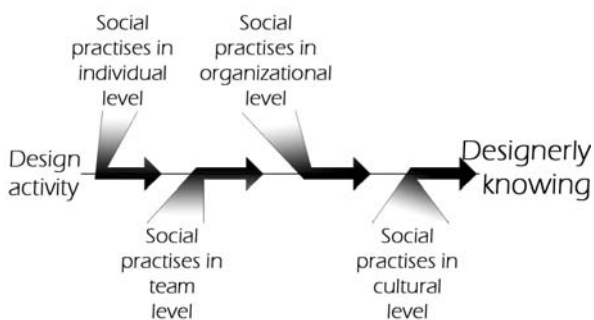 Social
practises in
individual
level
Social
practises in
organizational
level
Design
activity
Designerly
knowing
Social
practises in
team
level
Social
practises in
cultural
level